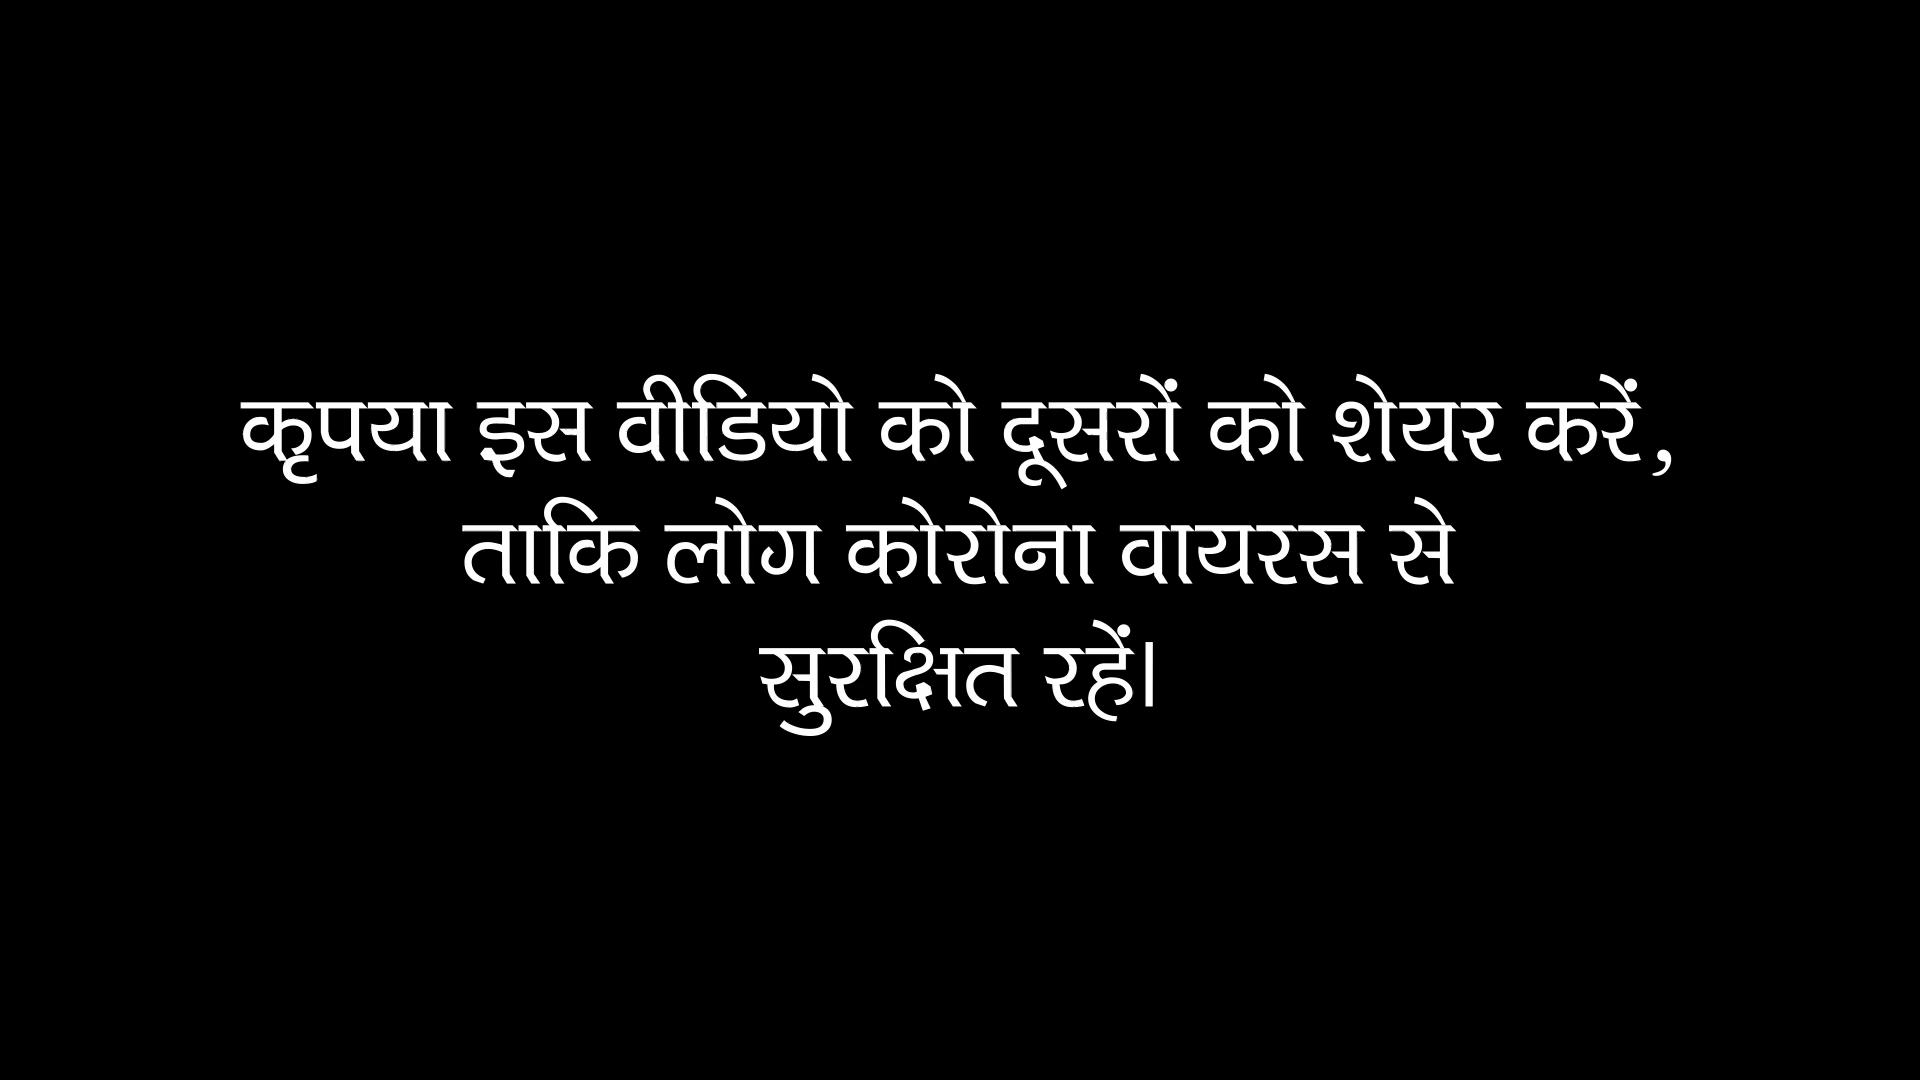 कृपया इस वीडियो को दूसरों को शेयर करें,
ताकि लोग कोरोना वायरस से
सुरक्षित रहें।